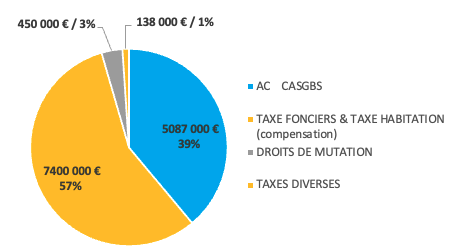 450 000 € / 3%
138 000 € / 1%
5087 000 €
39%
7400 000 €
57%
AC CASGBS
TAXE FONCIERS & TAXE HABITATION
(compensation)
DROITS DE MUTATION
TAXES DIVERSES